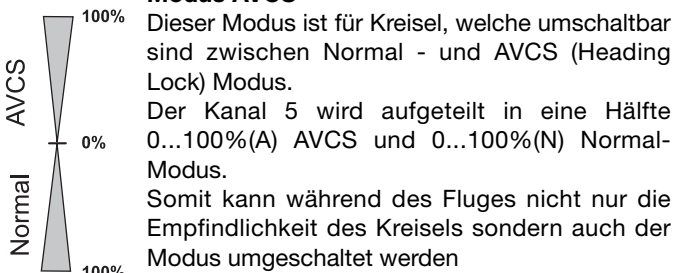 Modus AVCS
100%
AVCS
0%
Normal
100%
Dieser Modus ist für Kreisel, welche umschaltbar
sind zwischen Normal - und AVCS (Heading
Lock) Modus.
Der Kanal 5 wird aufgeteilt in eine Hälfte
0...100%(A) AVCS und 0...100%(N) Normal-
Modus.
Somit kann während des Fluges nicht nur die
Empfindlichkeit des Kreisels sondern auch der
Modus umgeschaltet werden